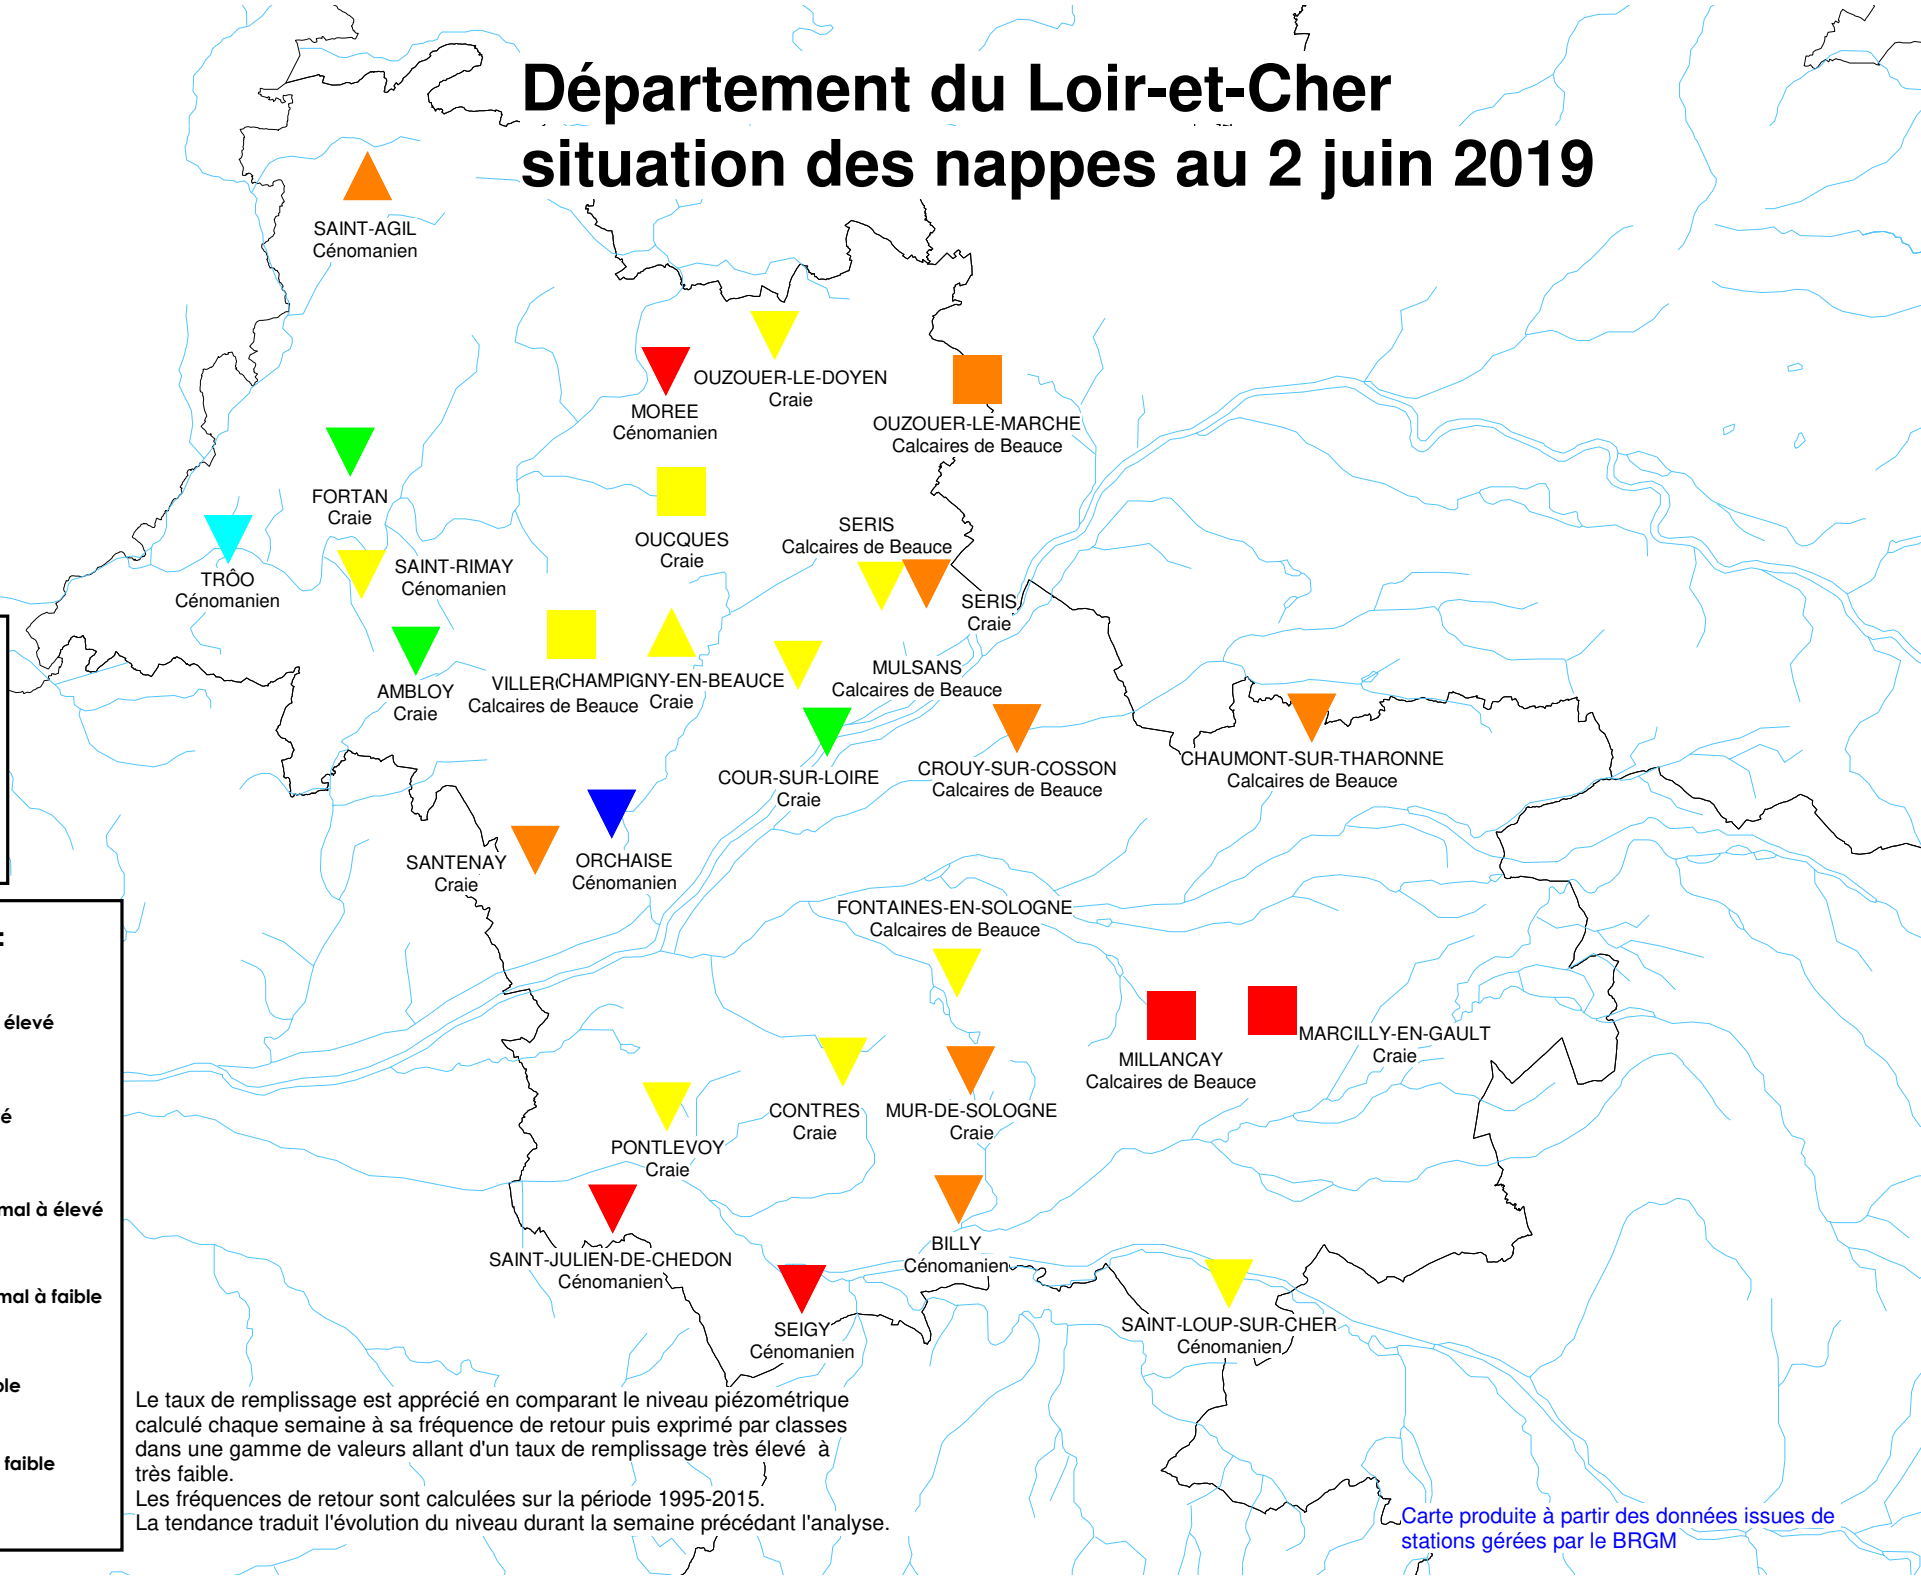 Département du Loir-et-Cher
situation des nappes au 2 juin 2019
SAINT-AGIL
Cénomanien
OUZOUER-LE-DOYEN
Craie
MOREE
Cénomanien
OUZOUER-LE-MARCHE
Calcaires de Beauce
FORTAN
Craie
OUCQUES
Craie
SERIS
Calcaires de Beauce
TRÔO
Cénomanien
SAINT-RIMAY
Cénomanien
SERIS
Craie
AMBLOY
Craie
VILLER
Calcaires de Beauce
CHAMPIGNY-EN-BEAUCE
Craie
MULSANS
Calcaires de Beauce
COUR-SUR-LOIRE
Craie
CROUY-SUR-COSSON
Calcaires de Beauce
CHAUMONT-SUR-THARONNE
Calcaires de Beauce
SANTENAY
Craie
ORCHAISE
Cénomanien
FONTAINES-EN-SOLOGNE
Calcaires de Beauce
MARCILLY-EN-GAULT
Craie
MILLANCAY
Calcaires de Beauce
CONTRES
Craie
MUR-DE-SOLOGNE
Craie
PONTLEVOY
Craie
SAINT-JULIEN-DE-CHEDON
Cénomanien
BILLY
Cénomanien
SEIGY
Cénomanien
SAINT-LOUP-SUR-CHER
Cénomanien
:
élevé
é
mal à élevé
mal à faible
ble
faible
Le taux de remplissage est apprécié en comparant le niveau piézométrique
calculé chaque semaine à sa fréquence de retour puis exprimé par classes
dans une gamme de valeurs allant d'un taux de remplissage très élevé à
très faible.
Les fréquences de retour sont calculées sur la période 1995-2015.
La tendance traduit l'évolution du niveau durant la semaine précédant l'analyse.
Carte produite à partir des données issues de
stations gérées par le BRGM